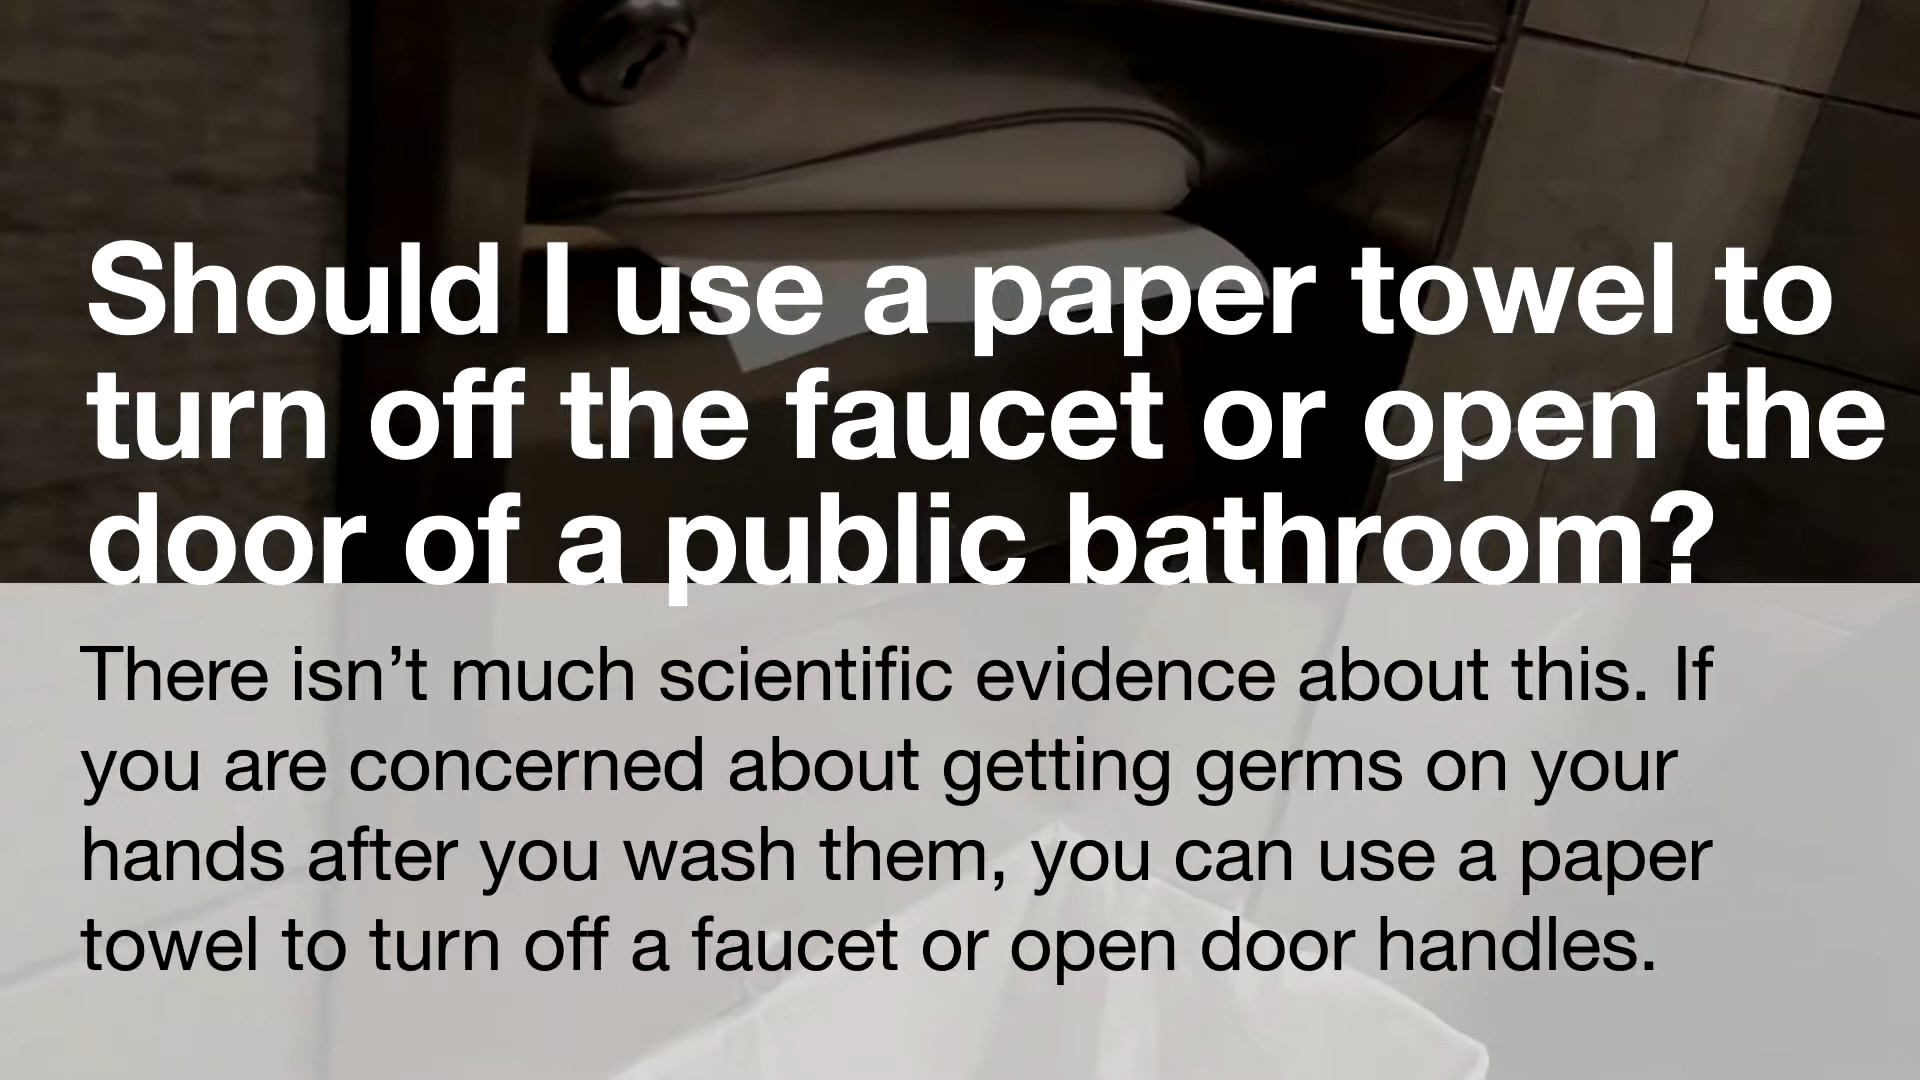 Should I use a paper towel to
turn off the faucet or open the
door of a public bathroom?
There isn’t much scientific evidence about this. If
you are concerned about getting germs on your
hands after you wash them, you can use a paper
towel to turn off a faucet or open door handles.